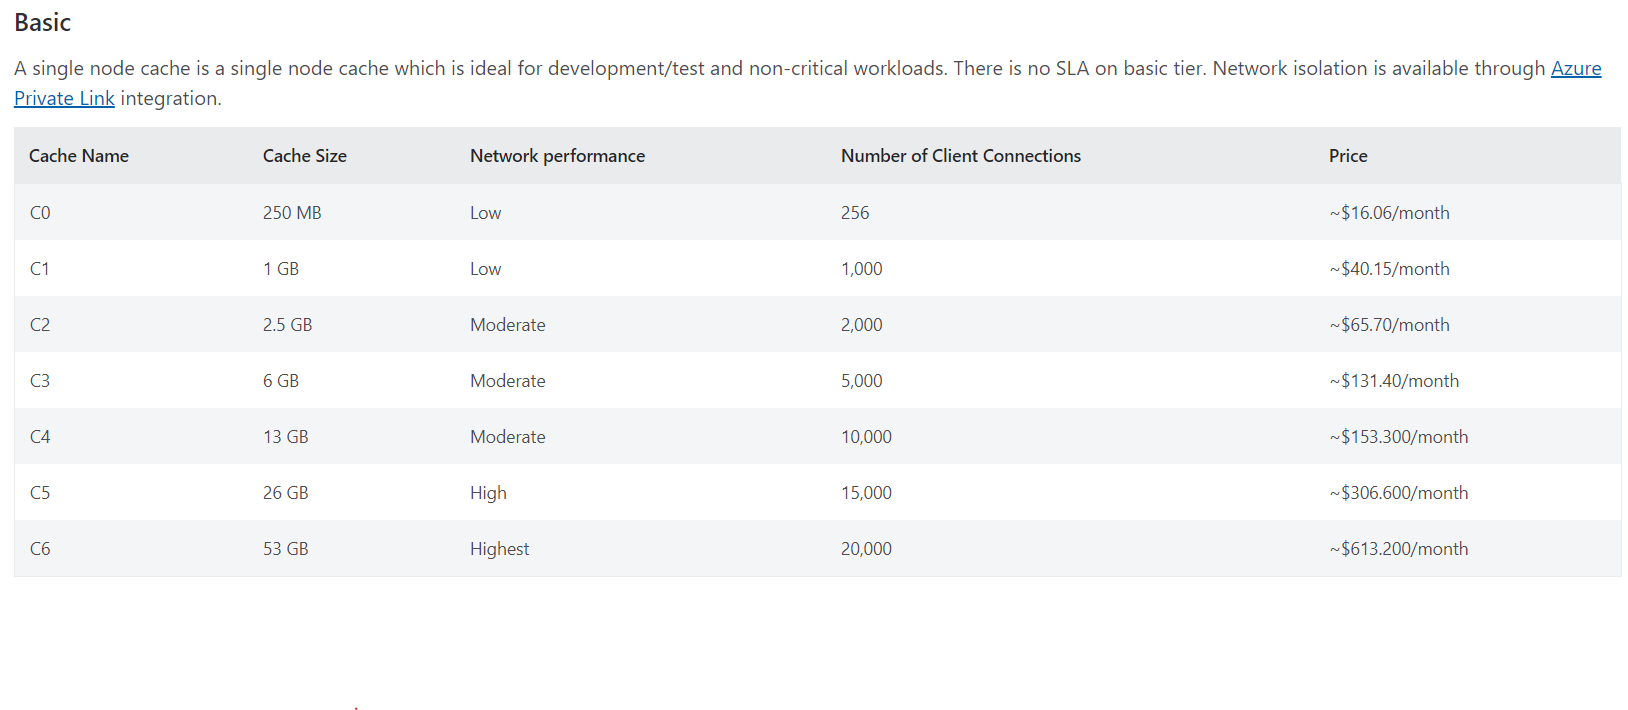 Basic
A single node cache is a single node cache which is ideal for development/test and non-critical workloads. There is no SLA on basic tier. Network isolation is available through Azure
Private Link integration.
Cache Name Cache Size Network performance Number of Client Connections Price
C0 250 MB Low 256 ~$16.06/month
C1 1 GB Low 1,000 ~$40.15/month
C2 2.5 GB Moderate 2,000 ~$65.70/month
C3 6 GB Moderate 5,000 ~$131.40/month
C4 13 GB Moderate 10,000 ~$153.300/month
C5 26 GB High 15,000 ~$306.600/month
C6 53 GB Highest 20,000 ~$613.200/month